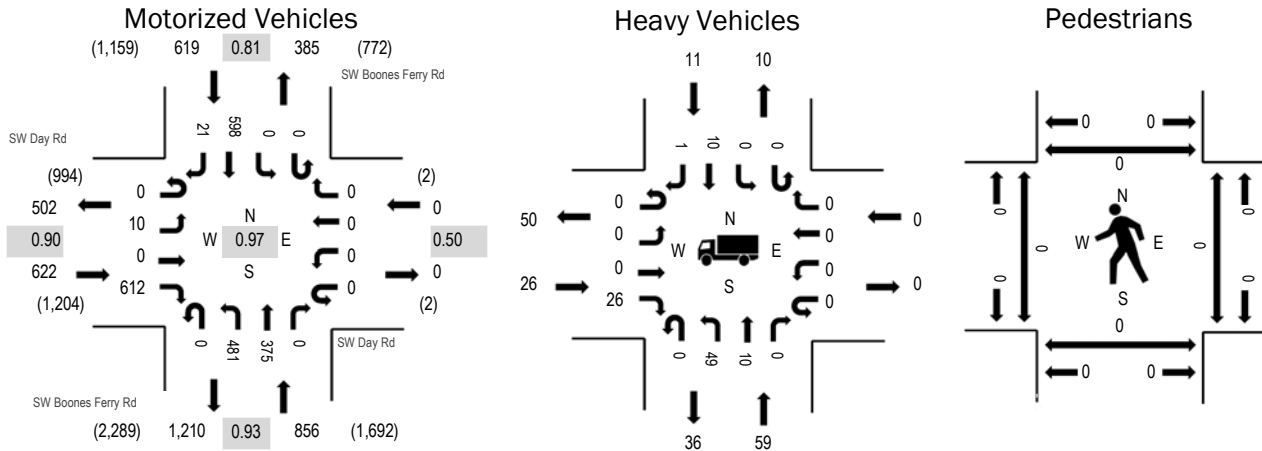 Motorized Vehicles
Heavy Vehicles
Pedestrians
(1,159) 619 0.81 385 (772)
SW Boones Ferry Rd
SW Day Rd
21 598 0 0
(994)
502
0.90
622
(1,204)
0
10
0
612
N
W 0.97 E
S
0
0
0
0
(2)
0
0.50
0
(2)
0 481 375 0
SW Day Rd
SW Boones Ferry Rd
(2,289) 1,210 0.93 856 (1,692)
11 10
1 10 0 0
50
26
0
0
0
26
N
W E
S
0
0
0
0
0
0
0 49 10 0
36 59
0 0
0
0
0
0
N
W E
S
0
0
0
0
0 0